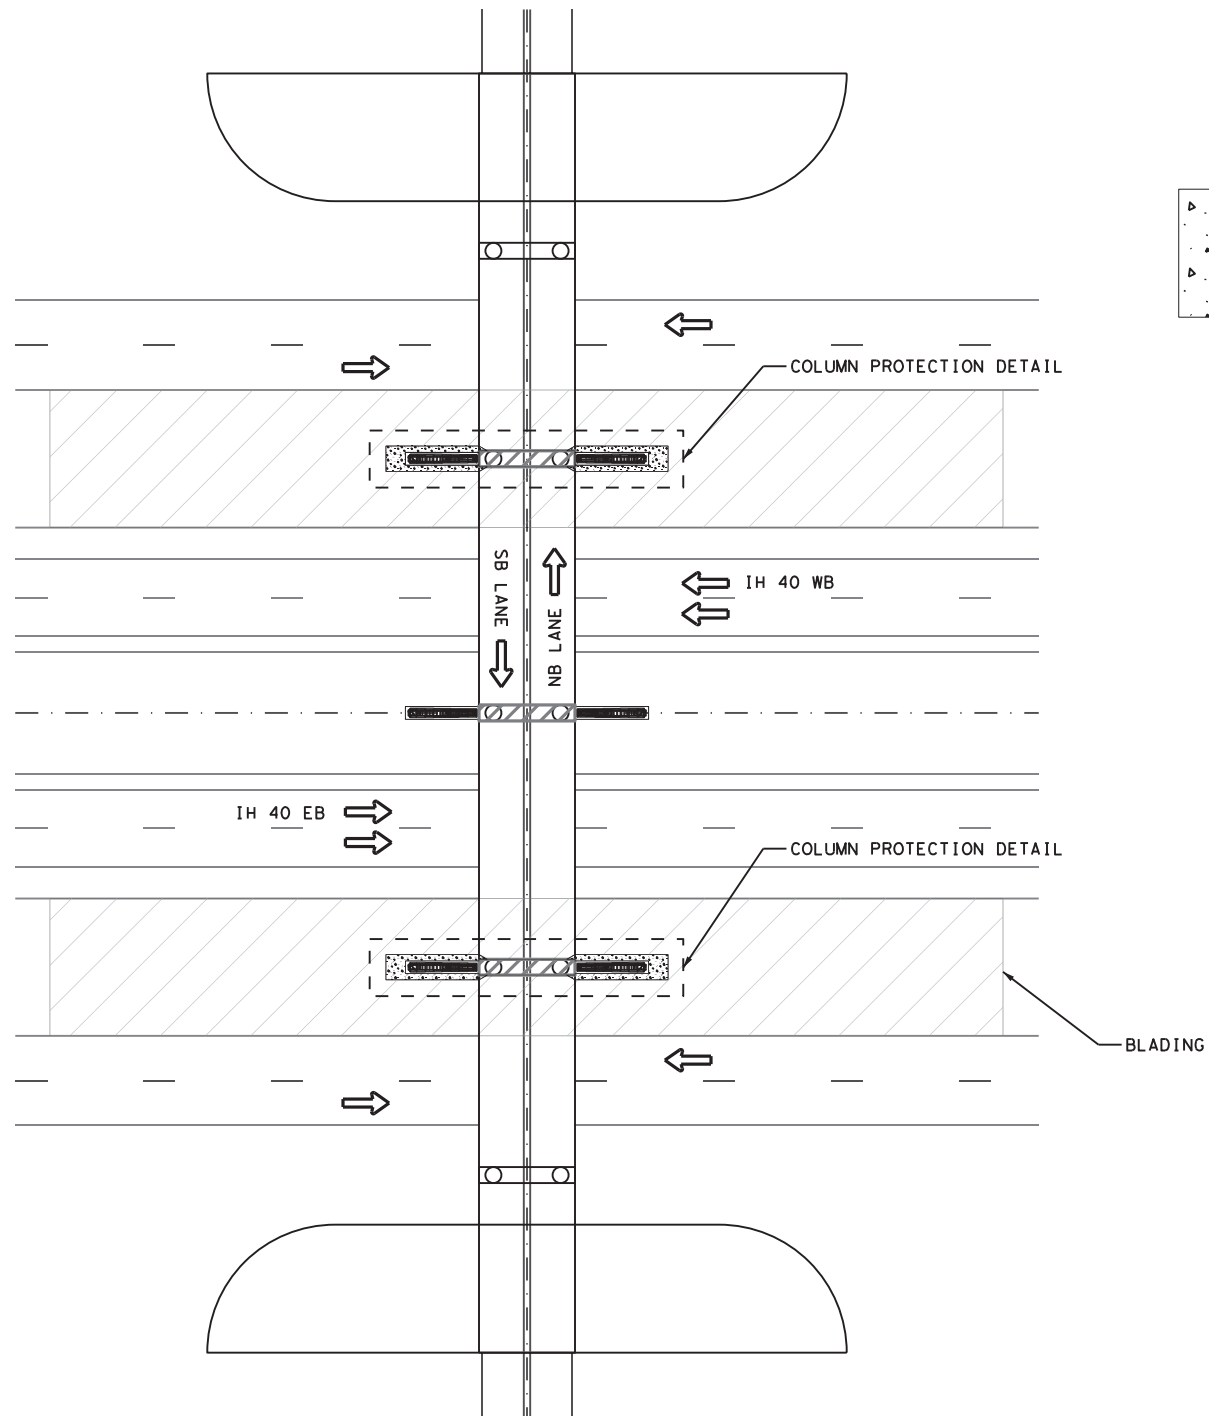 COLUMN PROTECTION DETAIL
SB LANE
NB LANE
IH 40 WB
IH 40 EB
COLUMN PROTECTION DETAIL
BLADING